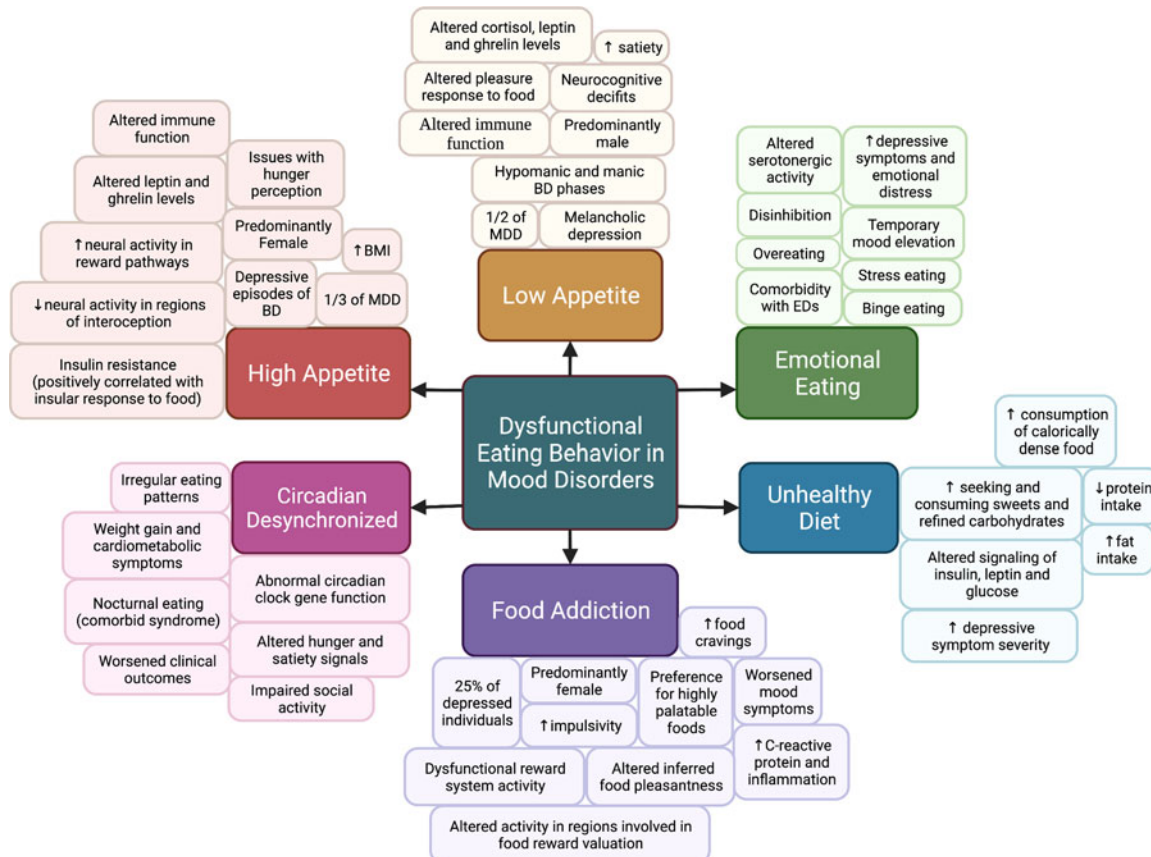 Altered cortisol, leptin
and ghrelin levels
↑ satiety
Altered pleasure
response to food
Neurocognitive
decifits
Altered immune
function
Predominantly
male
Hypomanic and manic
BD phases
1/2 of
MDD
Melancholic
depression
Low Appetite
Altered immune
function
Issues with
hunger
perception
Altered leptin and
ghrelin levels
Predominantly
Female
↑neural activity in
reward pathways
↑BMI
Depressive
episodes of
BD
1/3 of MDD
↓neural activity in regions
of interoception
Insulin resistance
(positively correlated with
insular response to food)
High Appetite
Altered
serotonergic
activity
↑depressive
symptoms and
emotional
distress
Disinhibition
Temporary
mood elevation
Overeating
Stress eating
Comorbidity
with EDs
Binge eating
Emotional
Eating
Dysfunctional
Eating Behavior in
Mood Disorders
Circadian
Desynchronized
Irregular eating
patterns
Weight gain and
cardiometabolic
symptoms
Abnormal circadian
clock gene function
Nocturnal eating
(comorbid syndrome)
Altered hunger and
satiety signals
Worsened clinical
outcomes
Impaired social
activity
Unhealthy
Diet
↑ consumption
of calorically
dense food
↑ seeking and
consuming sweets and
refined carbohydrates
↓protein
intake
↑fat
intake
Altered signaling of
insulin, leptin and
glucose
↑ depressive
symptom severity
Food Addiction
↑food
cravings
25% of
depressed
individuals
Predominantly
female
↑impulsivity
Preference
for highly
palatable
foods
Worsened
mood
symptoms
↑C-reactive
protein and
inflammation
Dysfunctional reward
system activity
Altered inferred
food pleasantness
Altered activity in regions involved in
food reward valuation